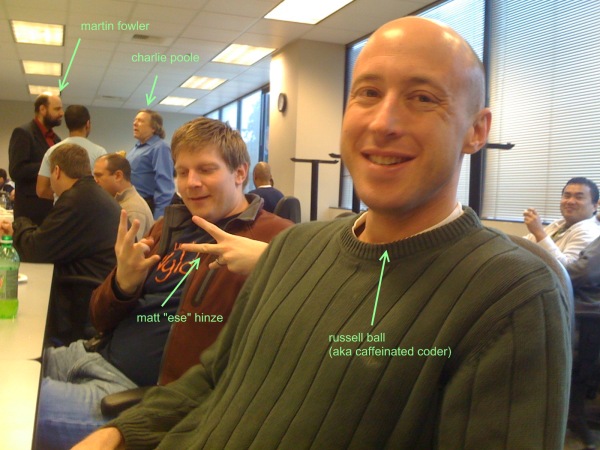 martin fowler
charlie poole
matt "ese" hinze
russell ball
(aka caffeinated coder)